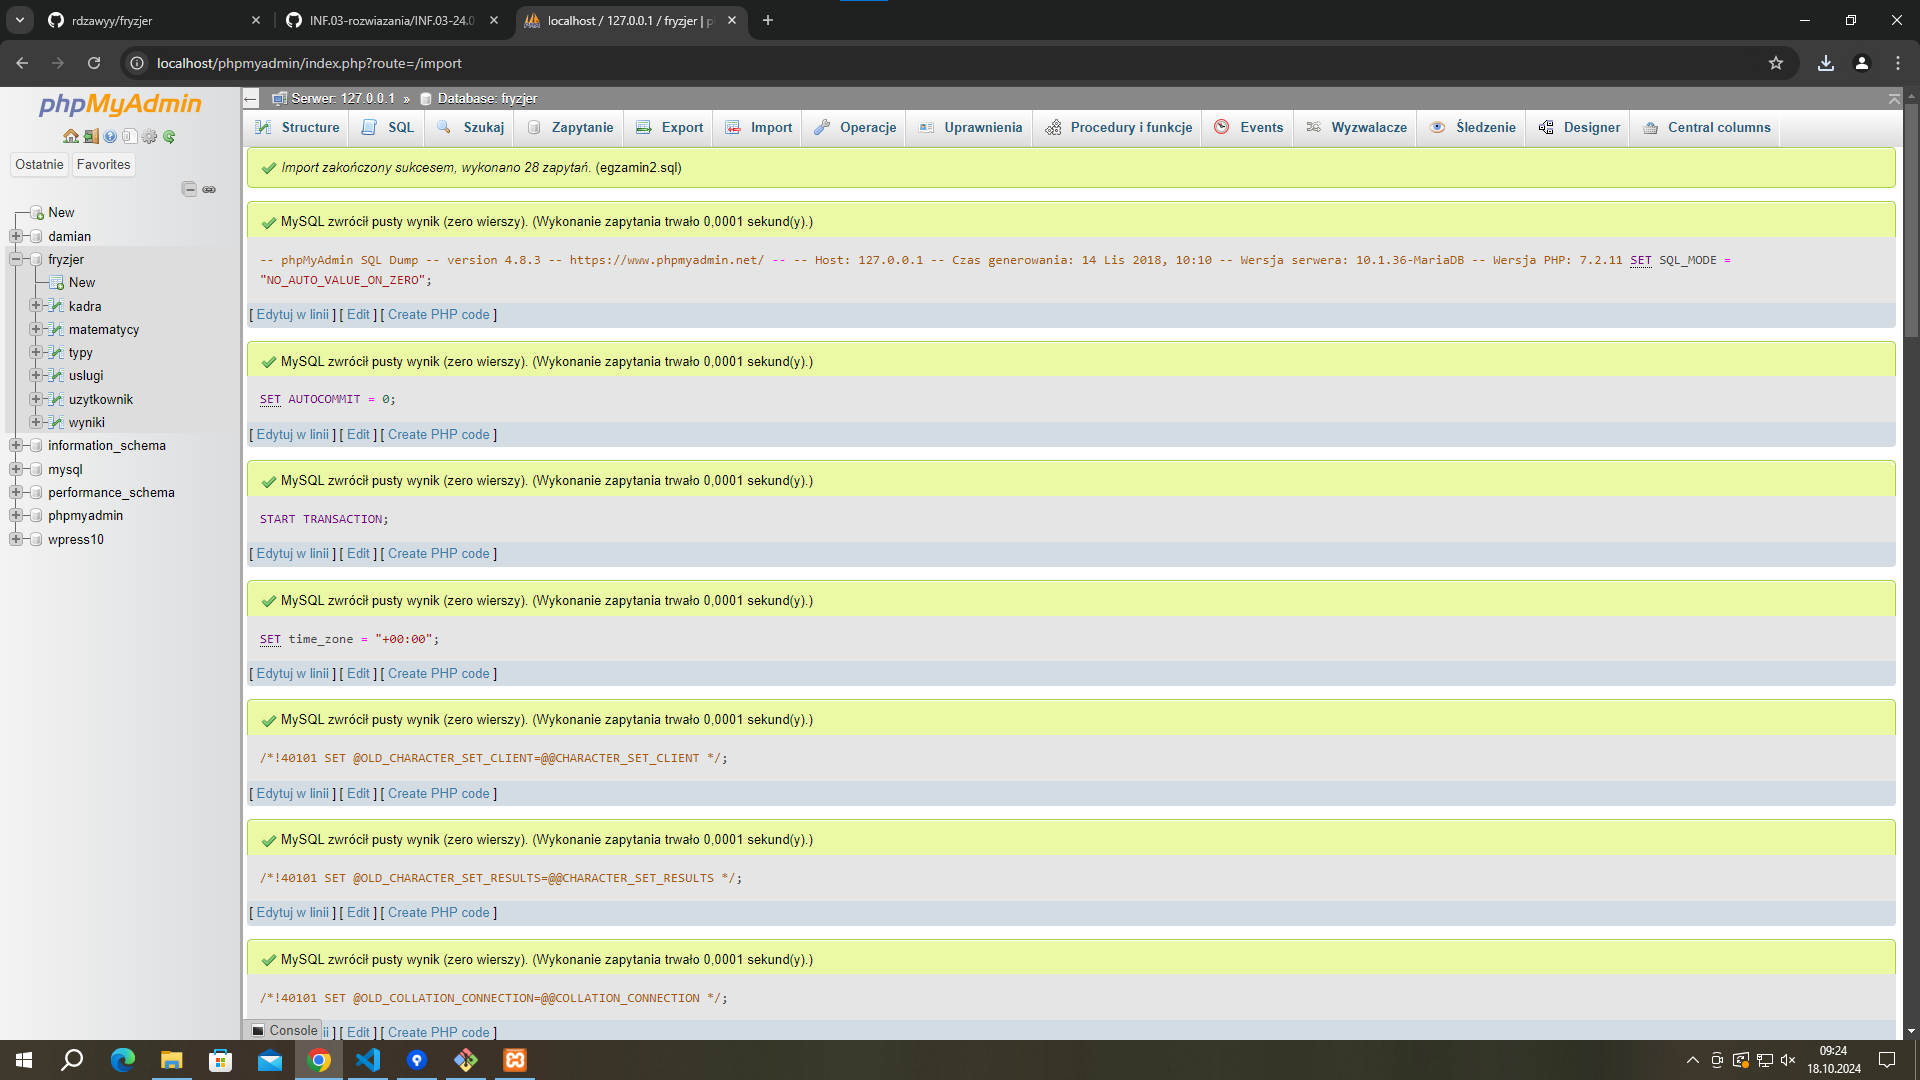 rdzawyy/fryzjer
INF.03-rozwiazania/INF.03-24.0
localhost / 127.0.0.1 / fryzjer | p
localhost/phpmyadmin/index.php?route=/import
phpMyAdmin
Ostatnie Favorites
New
damian
fryzjer
New
kadra
matematycy
typy
uslugi
uzytkownik
wyniki
information_schema
mysql
performance_schema
phpmyadmin
wpress10
Serwer: 127.0.0.1 » Database: fryzjer
Structure SQL Szukaj Zapytanie Export Import Operacje Uprawnienia Procedury i funkcje Events Wyzwalacze Śledzenie Designer Central columns
Import zakończony sukcesem, wykonano 28 zapytań. (egzamin2.sql)
MySQL zwrócił pusty wynik (zero wierszy). (Wykonanie zapytania trwało 0,0001 sekund(y).)
-- phpMyAdmin SQL Dump -- version 4.8.3 -- https://www.phpmyadmin.net/ -- -- Host: 127.0.0.1 -- Czas generowania: 14 Lis 2018, 10:10 -- Wersja serwera: 10.1.36-MariaDB -- Wersja PHP: 7.2.11 SET SQL_MODE =
"NO_AUTO_VALUE_ON_ZERO";
[ Edytuj w linii ] [ Edit ] [ Create PHP code ]
MySQL zwrócił pusty wynik (zero wierszy). (Wykonanie zapytania trwało 0,0001 sekund(y).)
SET AUTOCOMMIT = 0;
[ Edytuj w linii ] [ Edit ] [ Create PHP code ]
MySQL zwrócił pusty wynik (zero wierszy). (Wykonanie zapytania trwało 0,0001 sekund(y).)
START TRANSACTION;
[ Edytuj w linii ] [ Edit ] [ Create PHP code ]
MySQL zwrócił pusty wynik (zero wierszy). (Wykonanie zapytania trwało 0,0001 sekund(y).)
SET time_zone = "+00:00";
[ Edytuj w linii ] [ Edit ] [ Create PHP code ]
MySQL zwrócił pusty wynik (zero wierszy). (Wykonanie zapytania trwało 0,0001 sekund(y).)
/*!40101 SET @OLD_CHARACTER_SET_CLIENT=@@CHARACTER_SET_CLIENT */;
[ Edytuj w linii ] [ Edit ] [ Create PHP code ]
MySQL zwrócił pusty wynik (zero wierszy). (Wykonanie zapytania trwało 0,0001 sekund(y).)
/*!40101 SET @OLD_CHARACTER_SET_RESULTS=@@CHARACTER_SET_RESULTS */;
[ Edytuj w linii ] [ Edit ] [ Create PHP code ]
MySQL zwrócił pusty wynik (zero wierszy). (Wykonanie zapytania trwało 0,0001 sekund(y).)
/*!40101 SET @OLD_COLLATION_CONNECTION=@@COLLATION_CONNECTION */;
Console ii ] [ Edit ] [ Create PHP code ]
09:24
18.10.2024